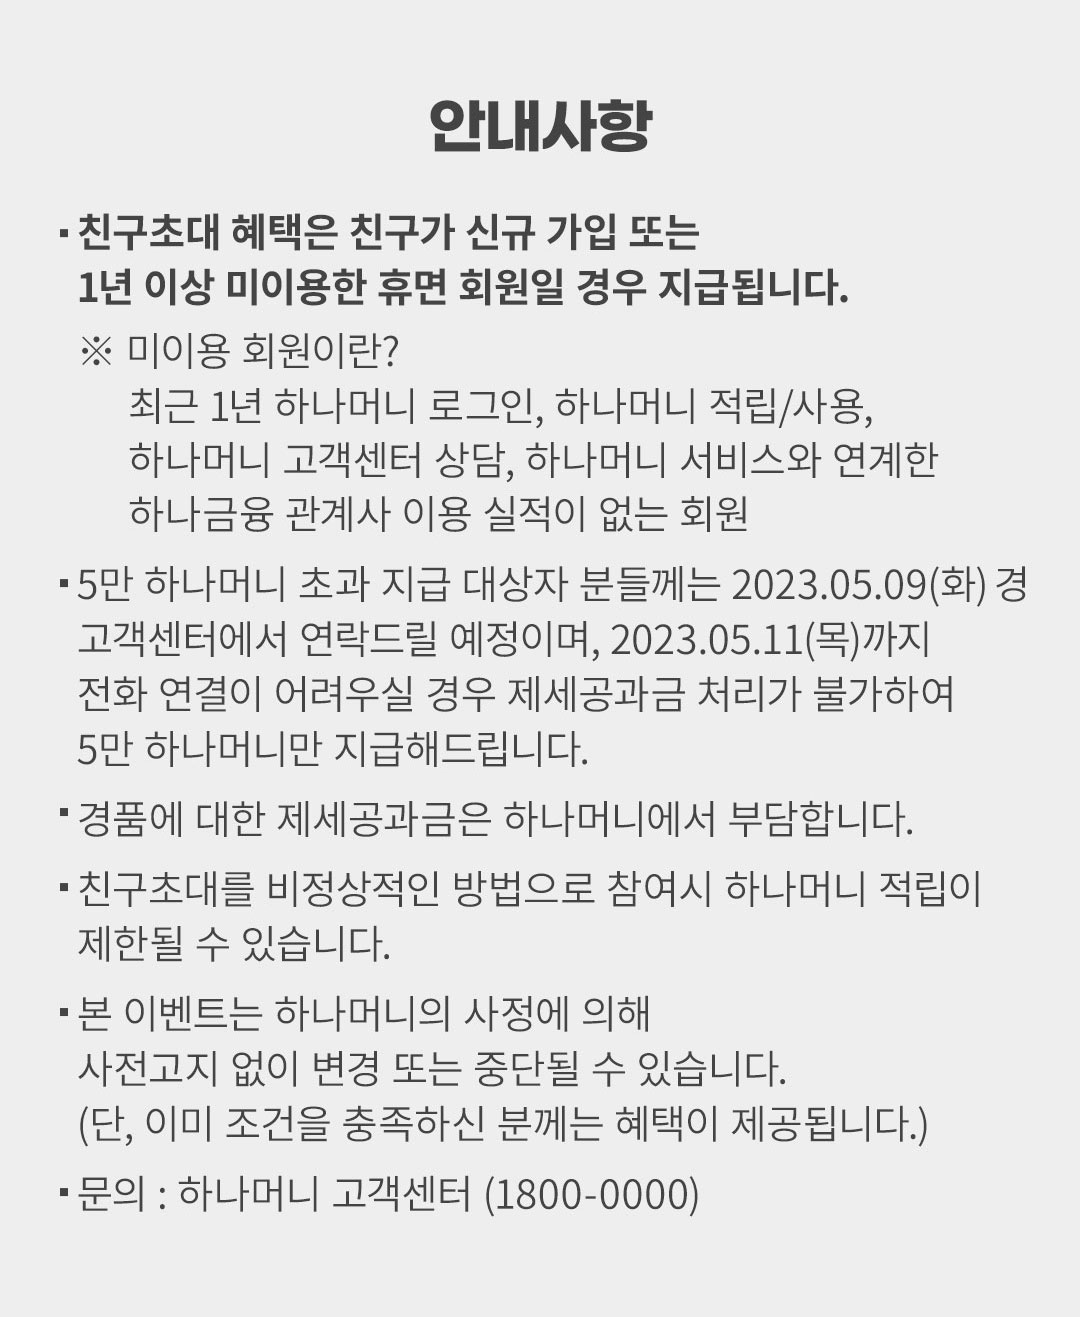 안내사항
▪ 친구초대 혜택은 친구가 신규 가입 또는
1년 이상 미이용한 휴면 회원일 경우 지급됩니다.
※ 미이용 회원이란?
최근 1년 하나머니 로그인, 하나머니 적립/사용,
하나머니 고객센터 상담, 하나머니 서비스와 연계한
하나금융 관계사 이용 실적이 없는 회원
▪ 5만 하나머니 초과 지급 대상자 분들께는 2023.05.09(화) 경
고객센터에서 연락드릴 예정이며, 2023.05.11(목)까지
전화 연결이 어려우실 경우 제세공과금 처리가 불가하여
5만 하나머니만 지급해드립니다.
▪ 경품에 대한 제세공과금은 하나머니에서 부담합니다.
▪ 친구초대를 비정상적인 방법으로 참여시 하나머니 적립이
제한될 수 있습니다.
▪ 본 이벤트는 하나머니의 사정에 의해
사전고지 없이 변경 또는 중단될 수 있습니다.
(단, 이미 조건을 충족하신 분께는 혜택이 제공됩니다.)
▪ 문의 : 하나머니 고객센터 (1800-0000)